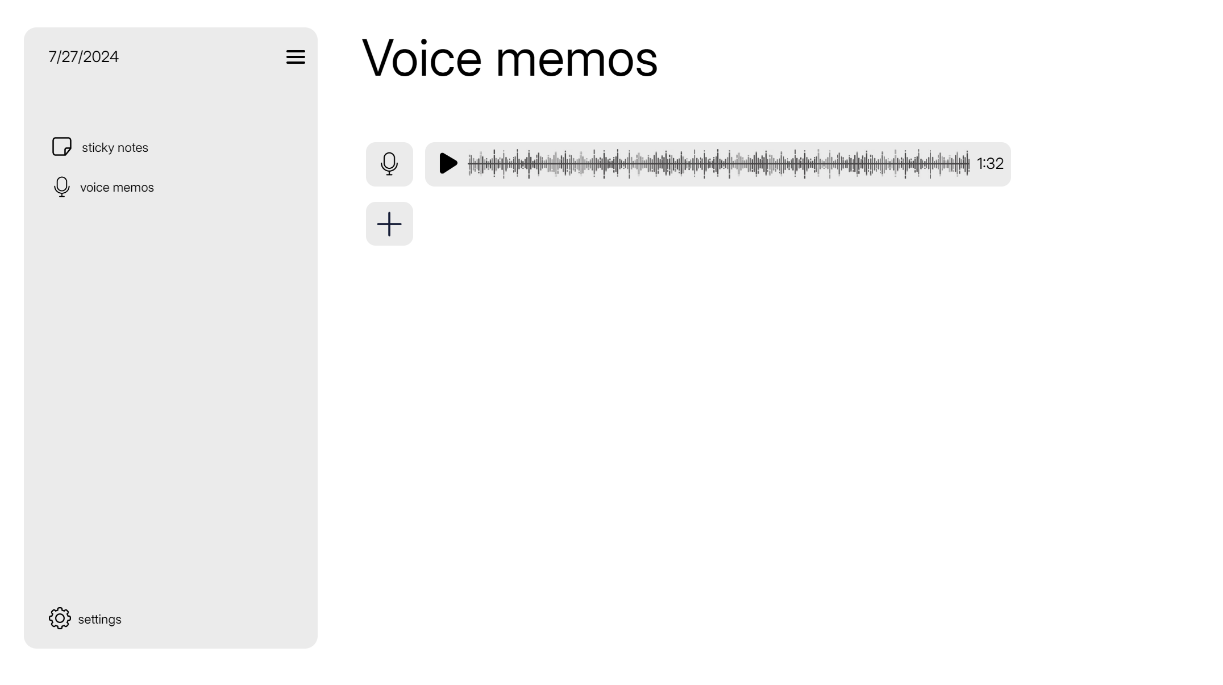 7/27/2024
sticky notes
voice memos
settings
Voice memos
1:32